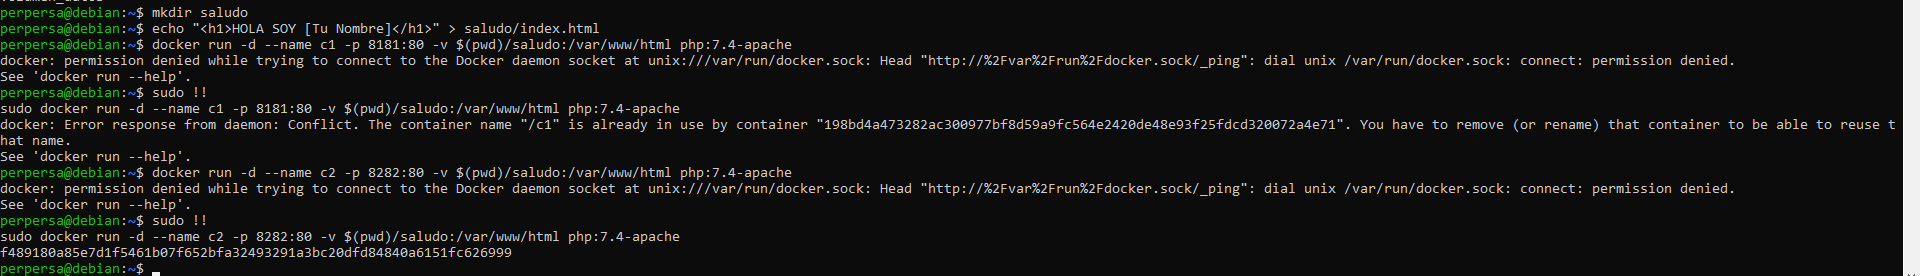 perpersa@debian:~$ mkdir saludo
perpersa@debian:~$ echo "<h1>HOLA SOY [Tu Nombre]</h1>" > saludo/index.html
perpersa@debian:~$ docker run -d --name c1 -p 8181:80 -v $(pwd)/saludo:/var/www/html php:7.4-apache
docker: permission denied while trying to connect to the Docker daemon socket at unix:///var/run/docker.sock: Head "http://%2Fvar%2Frun%2Fdocker.sock/_ping": dial unix /var/run/docker.sock: connect: permission denied.
See 'docker run --help'.
perpersa@debian:~$ sudo !!
sudo docker run -d --name c1 -p 8181:80 -v $(pwd)/saludo:/var/www/html php:7.4-apache
docker: Error response from daemon: Conflict. The container name "/c1" is already in use by container "198bd4a473282ac300977bf8d59a9fc564e2420de48e93f25fdcd320072a4e71". You have to remove (or rename) that container to be able to reuse t
hat name.
See 'docker run --help'.
perpersa@debian:~$ docker run -d --name c2 -p 8282:80 -v $(pwd)/saludo:/var/www/html php:7.4-apache
docker: permission denied while trying to connect to the Docker daemon socket at unix:///var/run/docker.sock: Head "http://%2Fvar%2Frun%2Fdocker.sock/_ping": dial unix /var/run/docker.sock: connect: permission denied.
See 'docker run --help'.
perpersa@debian:~$ sudo !!
sudo docker run -d --name c2 -p 8282:80 -v $(pwd)/saludo:/var/www/html php:7.4-apache
f489180a85e7d1f5461b07f652bfa32493291a3bc20dfd84840a6151fc626999
perpersa@debian:~$